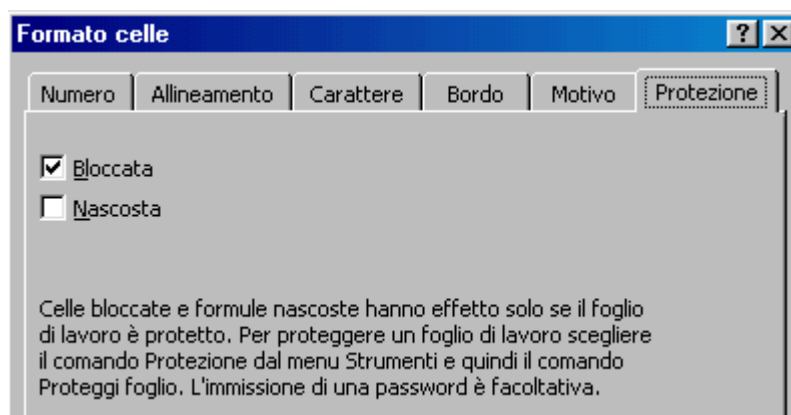 Formato celle
Numero Allineamento Carattere Bordo Motivo Protezione
Bloccata
Nascosta
Celle bloccate e formule nascoste hanno effetto solo se il foglio
di lavoro è protetto. Per proteggere un foglio di lavoro scegliere
il comando Protezione dal menu Strumenti e quindi il comando
Proteggi foglio. L'immissione di una password è facoltativa.